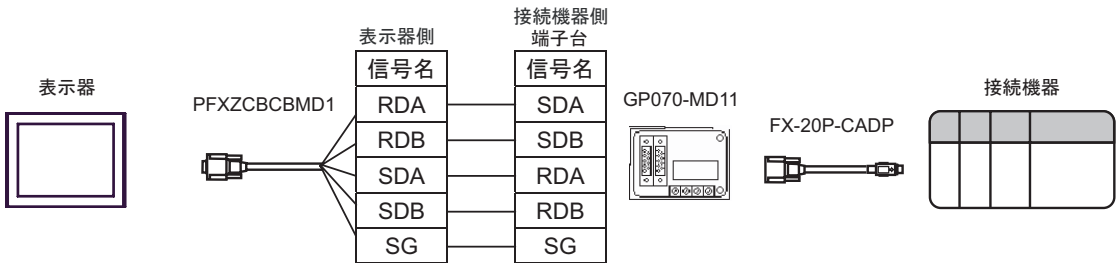 表示器
PFXZCBCBMD1
表示器側
信号名
RDA
RDB
SDA
SDB
SG
接続機器側
端子台
信号名
SDA
SDB
RDA
RDB
SG
GP070-MD11
FX-20P-CADP
接続機器